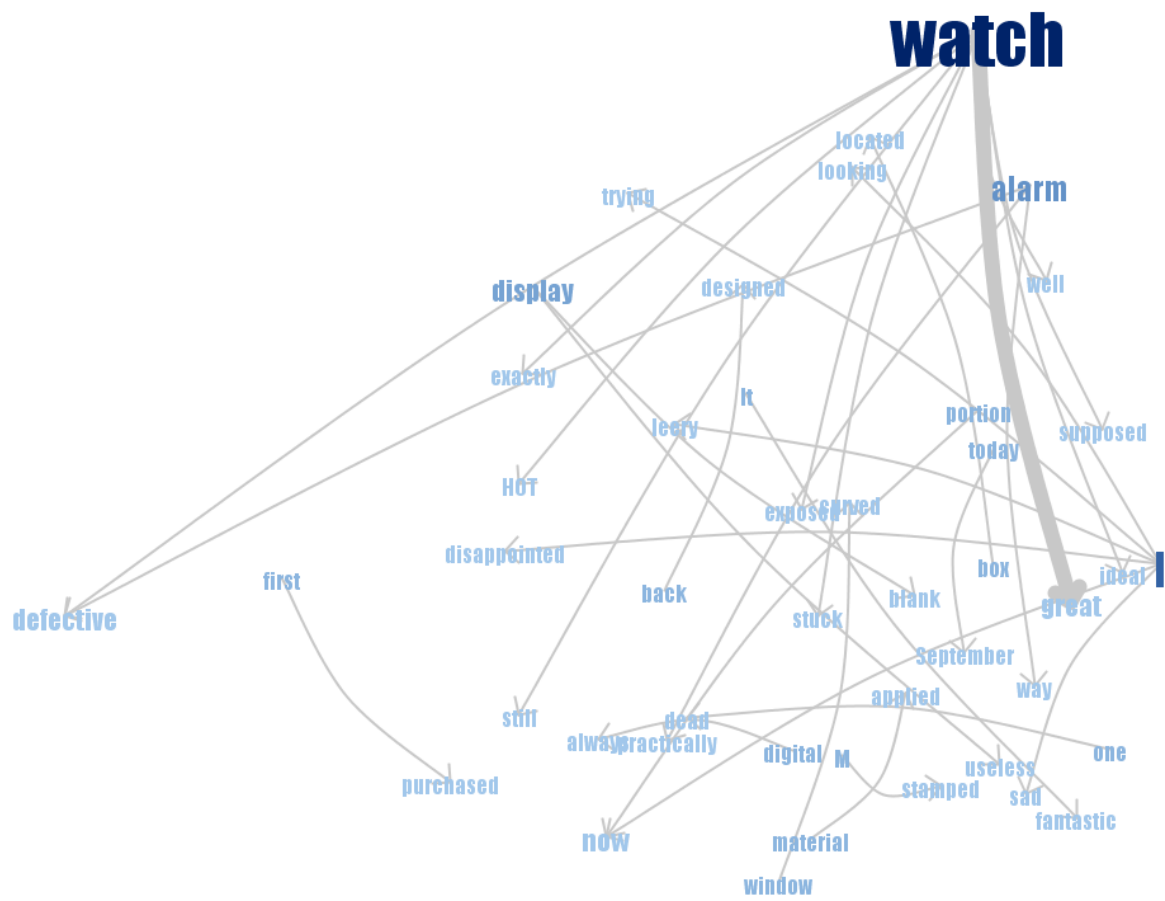 watch
located
looking
alarm
trying
well
designed
display
exactly
It
portion
leery
supposed
today
HOT
curved
exposed
disappointed
box
I
ideal
first
back
blank
great
defective
stuck
September
way
applied
still
dead
always
practically
digital
M
one
useless
purchased
stamped
sad
fantastic
now
material
window